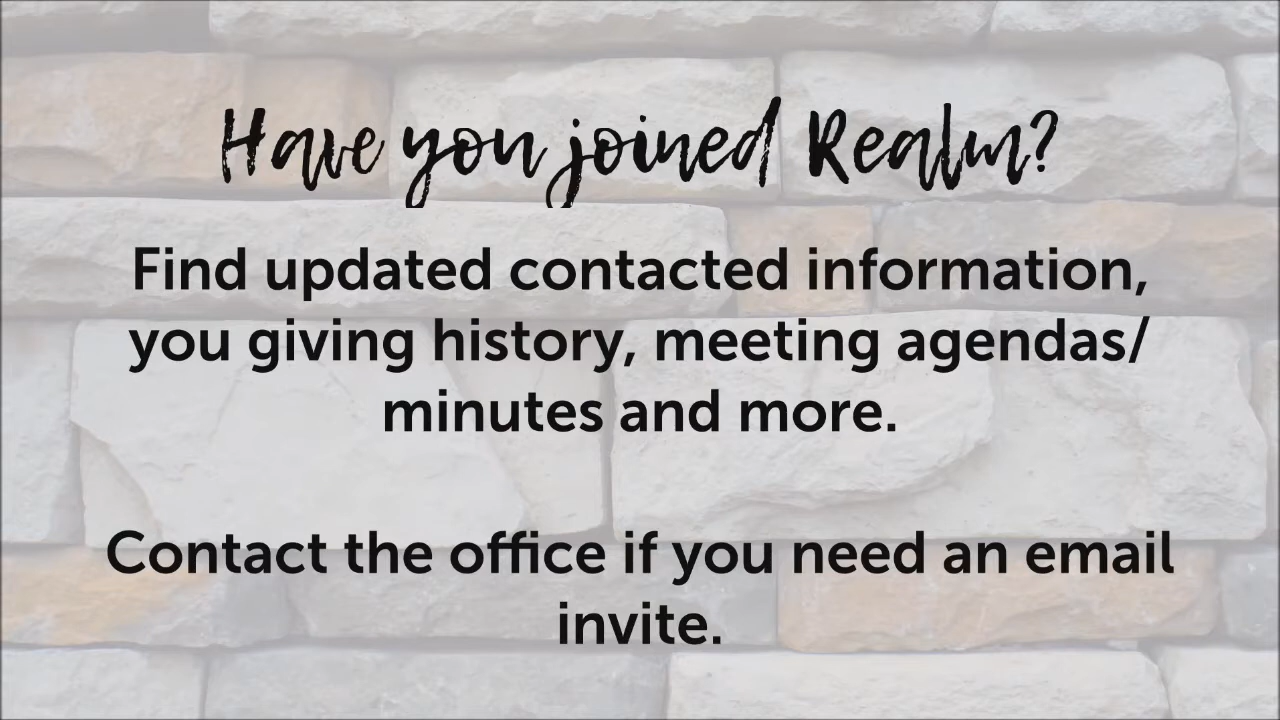 Have you joined Realm?
Find updated contacted information,
you giving history, meeting agendas/
minutes and more.
Contact the office if you need an email
invite.